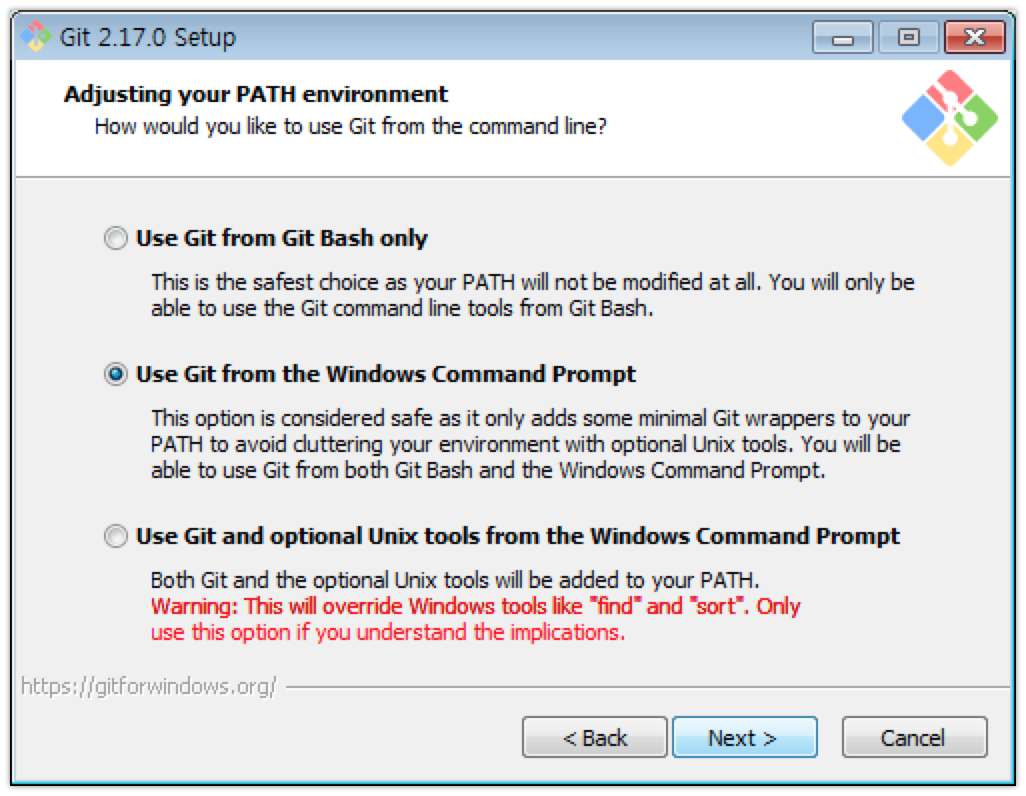 Git 2.17.0 Setup
Adjusting your PATH environment
How would you like to use Git from the command line?
Use Git from Git Bash only
This is the safest choice as your PATH will not be modified at all. You will only be
able to use the Git command line tools from Git Bash.
Use Git from the Windows Command Prompt
This option is considered safe as it only adds some minimal Git wrappers to your
PATH to avoid cluttering your environment with optional Unix tools. You will be
able to use Git from both Git Bash and the Windows Command Prompt.
Use Git and optional Unix tools from the Windows Command Prompt
Both Git and the optional Unix tools will be added to your PATH.
Warning: This will override Windows tools like "find" and "sort". Only
use this option if you understand the implications.
https://gitforwindows.org/
< Back Next > Cancel